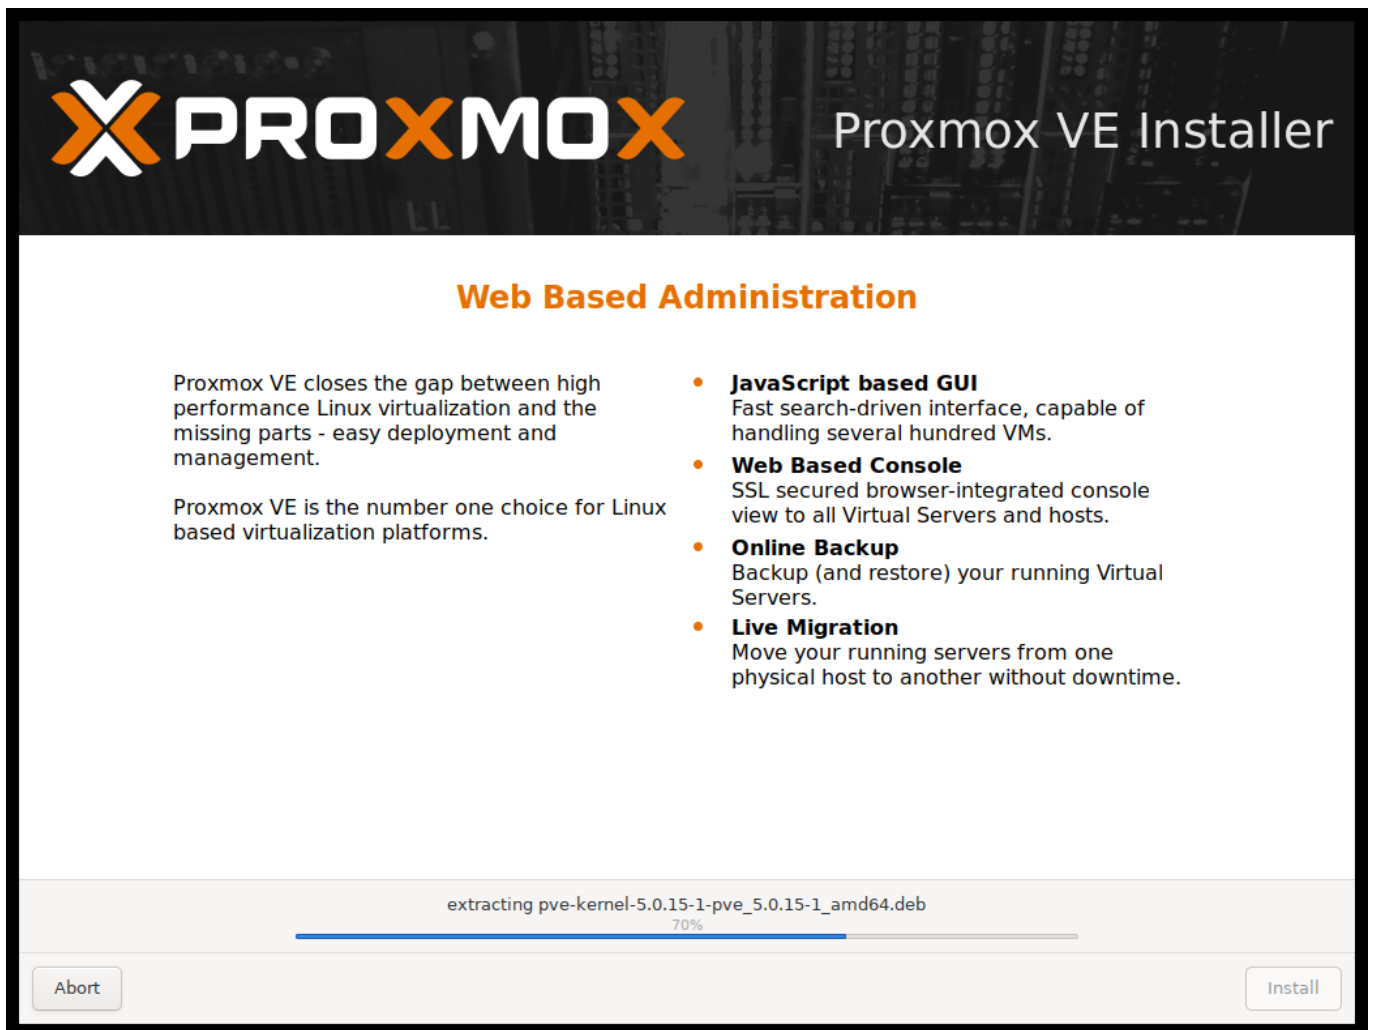 PROXMOX
Proxmox VE Installer
Web Based Administration
Proxmox VE closes the gap between high
performance Linux virtualization and the
missing parts - easy deployment and
management.
Proxmox VE is the number one choice for Linux
based virtualization platforms.
JavaScript based GUI
Fast search-driven interface, capable of
handling several hundred VMs.
Web Based Console
SSL secured browser-integrated console
view to all Virtual Servers and hosts.
Online Backup
Backup (and restore) your running Virtual
Servers.
Live Migration
Move your running servers from one
physical host to another without downtime.
extracting pve-kernel-5.0.15-1-pve_5.0.15-1_amd64.deb
70%
Abort
Install